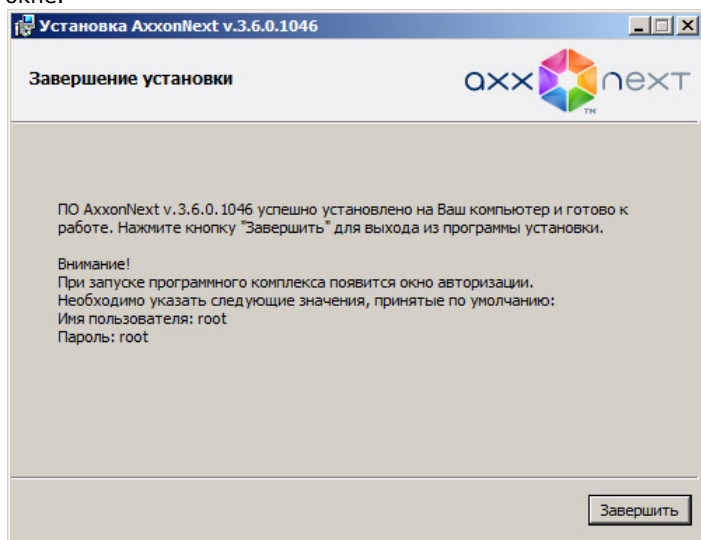 окне.
Установка AxxonNext v.3.6.0.1046
Завершение установки
axxonnext
TM
ПО AxxonNext v.3.6.0.1046 успешно установлено на Ваш компьютер и готово к
работе. Нажмите кнопку "Завершить" для выхода из программы установки.
Внимание!
При запуске программного комплекса появится окно авторизации.
Необходимо указать следующие значения, принятые по умолчанию:
Имя пользователя: root
Пароль: root
Завершить